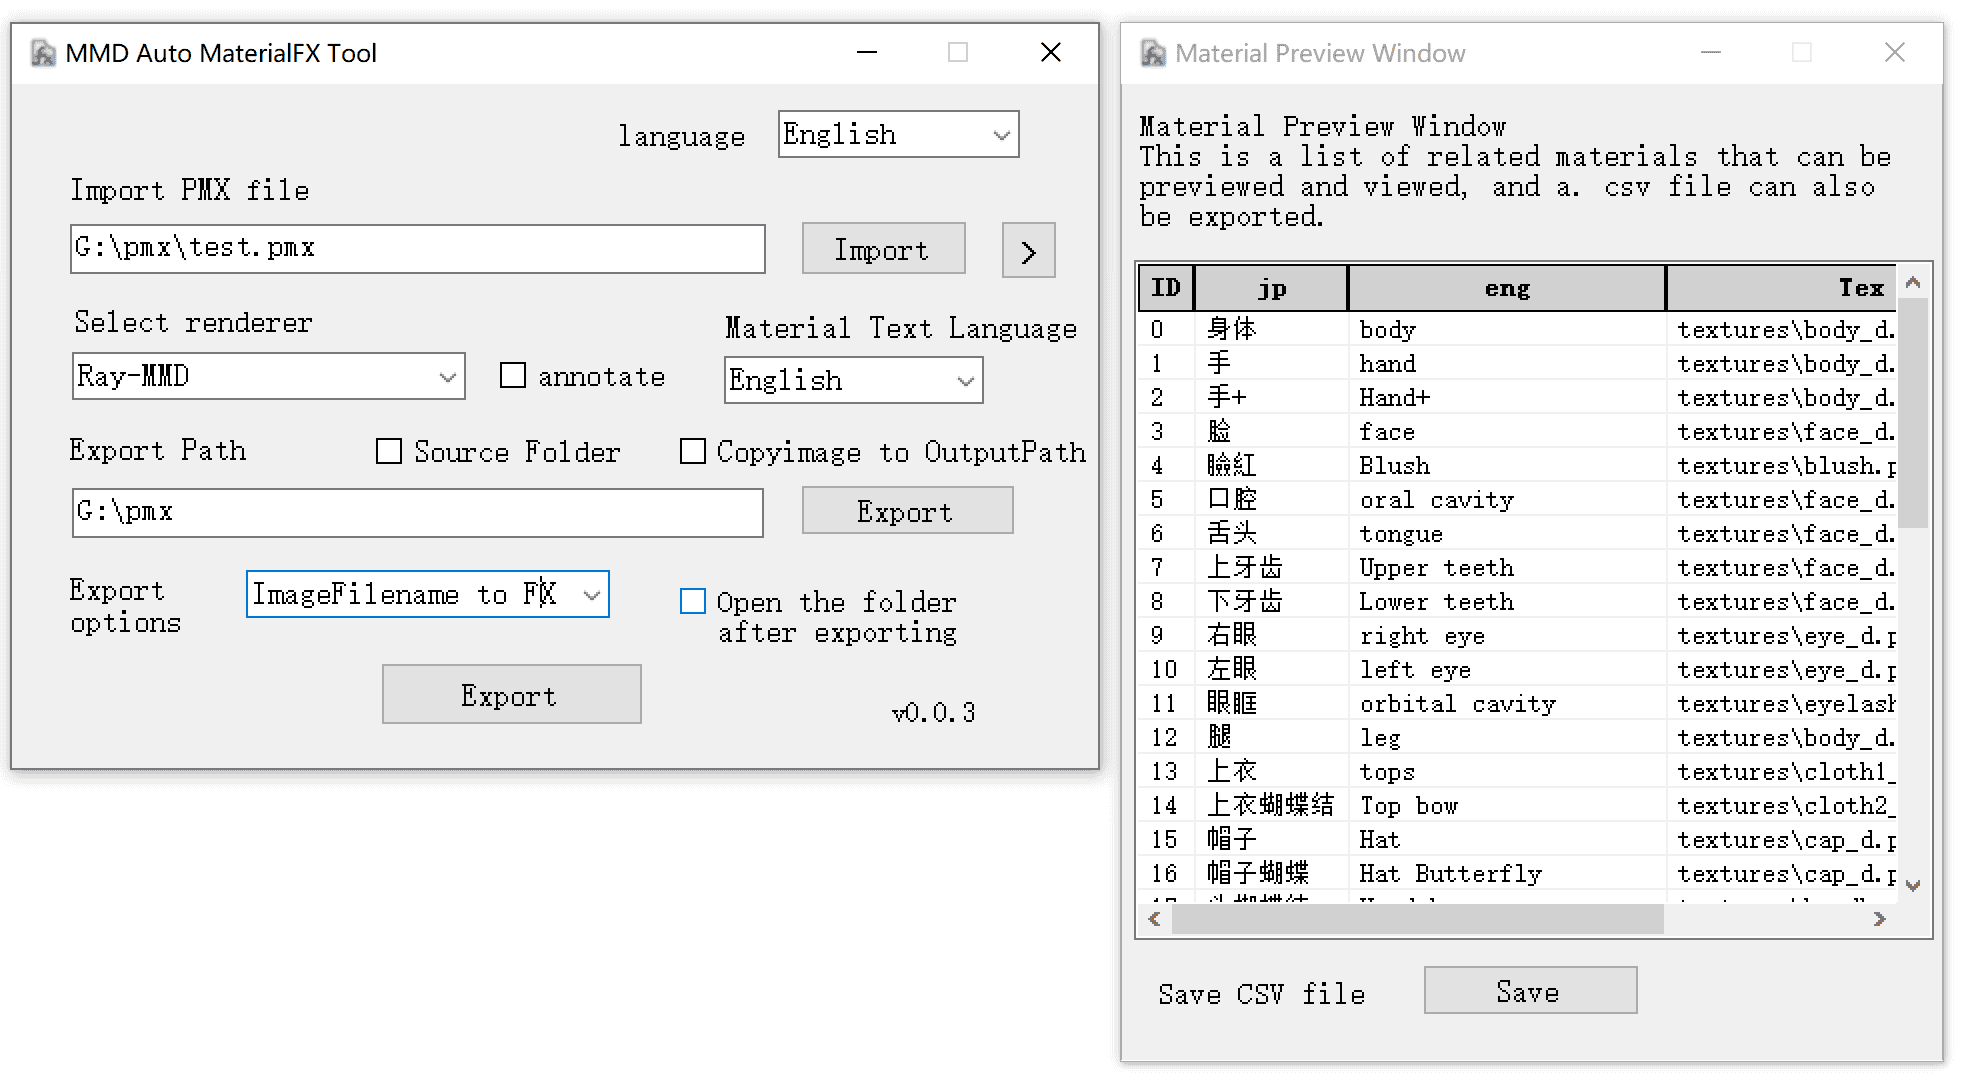 MMD Auto MaterialFX Tool
language English
Import PMX file
G:\pmx\test.pmx Import >
Select renderer Material Text Language
Ray-MMD annotate English
Export Path Source Folder Copyimage to OutputPath
G:\pmx Export
Export options ImageFilename to FX Open the folder after exporting
Export
v0.0.3
Material Preview Window
Material Preview Window
This is a list of related materials that can be
previewed and viewed, and a. csv file can also
be exported.
ID jp eng Tex
0 身体 body textures\body_d.
1 手 hand textures\body_d.
2 手+ Hand+ textures\body_d.
3 脸 face textures\face_d.
4 臉紅 Blush textures\blush.p
5 口腔 oral cavity textures\face_d.
6 舌头 tongue textures\face_d.
7 上牙齿 Upper teeth textures\face_d.
8 下牙齿 Lower teeth textures\face_d.
9 右眼 right eye textures\eye_d.p
10 左眼 left eye textures\eye_d.p
11 眼眶 orbital cavity textures\eyelash
12 腿 leg textures\body_d.
13 上衣 tops textures\cloth1_
14 上衣蝴蝶结 Top bow textures\cloth2_
15 帽子 Hat textures\cap_d.p
16 帽子蝴蝶 Hat Butterfly textures\cap_d.p
Save CSV file Save